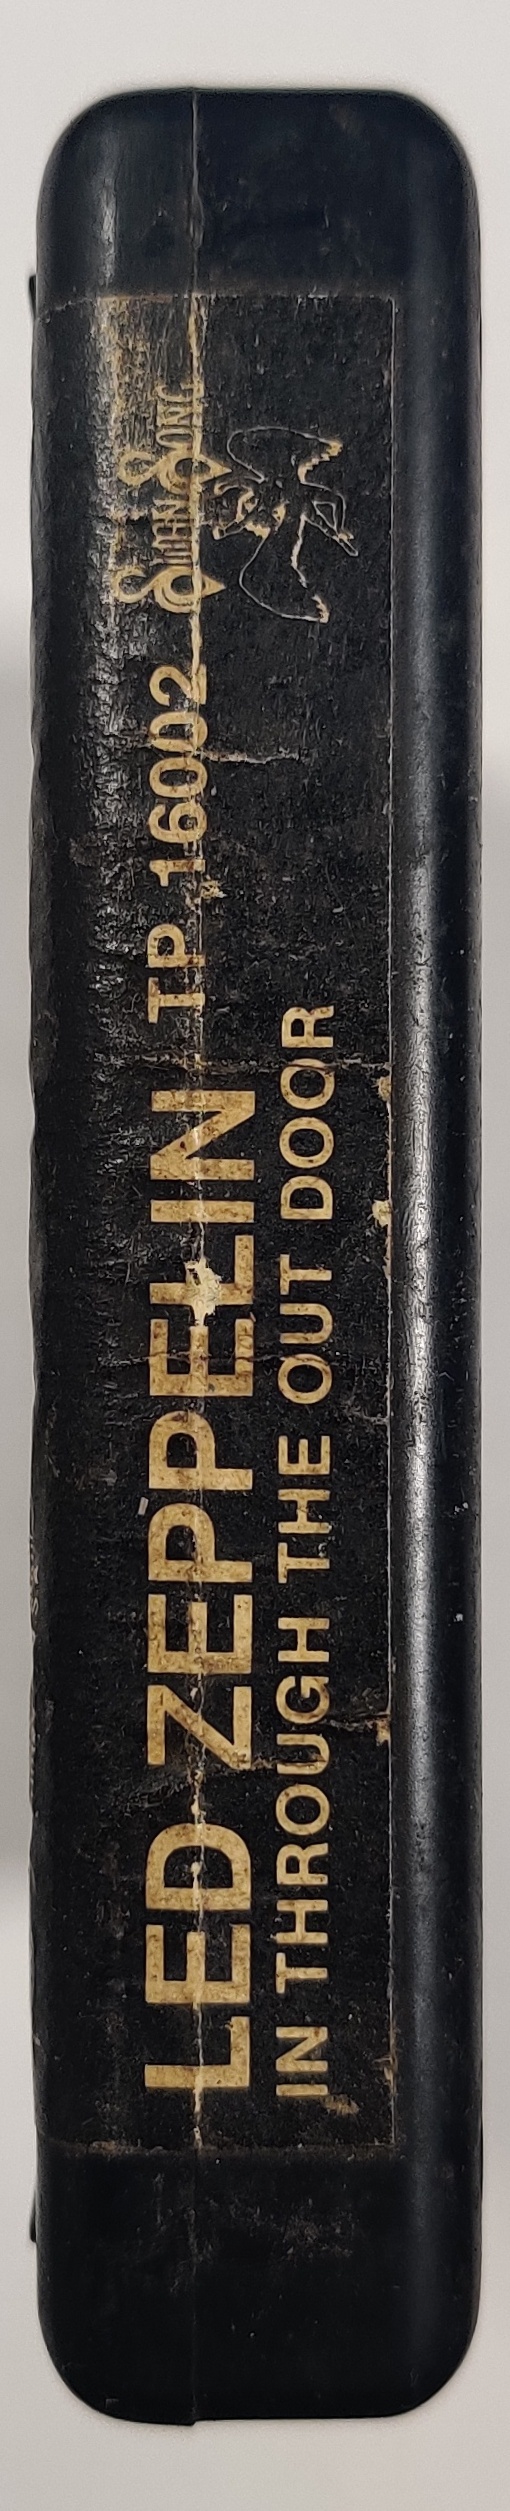 LED ZEPPELIN TP 16002
SWAN SONG
IN THROUGH THE OUT DOOR